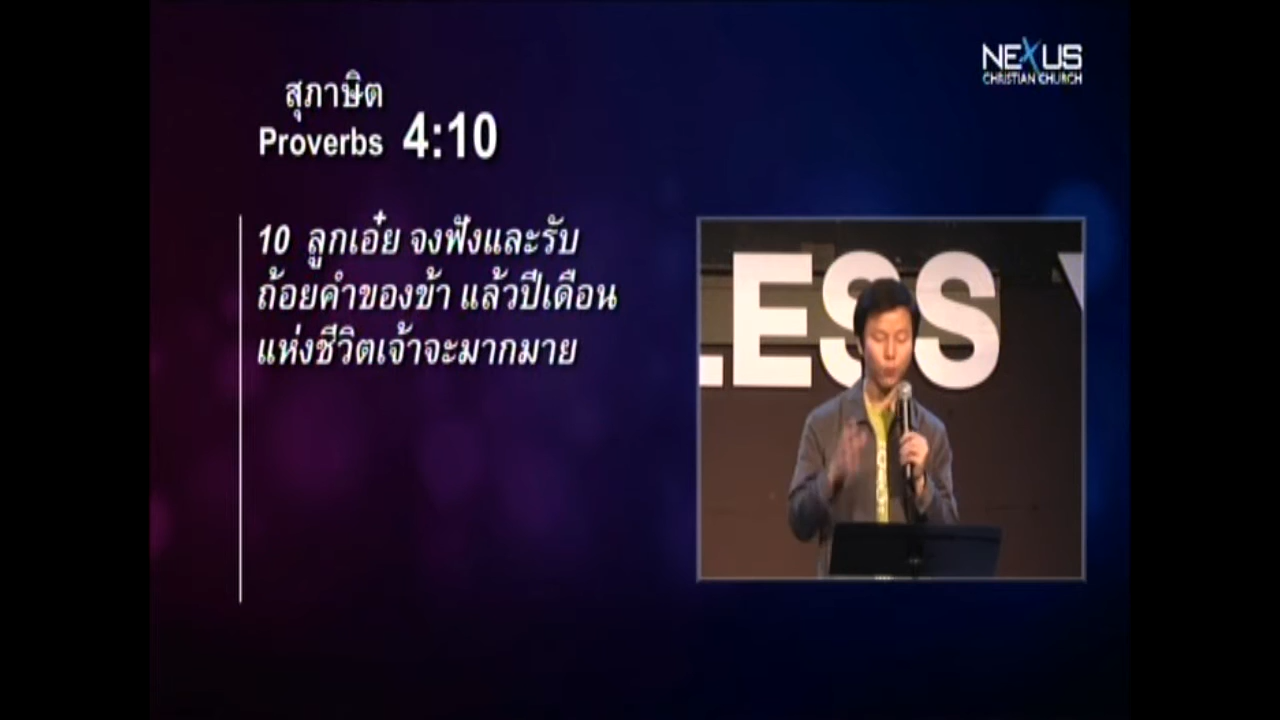 NEXUS
CHRISTIAN CHURCH
สุภาษิต
Proverbs 4:10
10 ลูกเอ๋ย จงฟังและรับ
ถ้อยคำของข้า แล้วปีเดือน
แห่งชีวิตเจ้าจะมากมาย
LESS